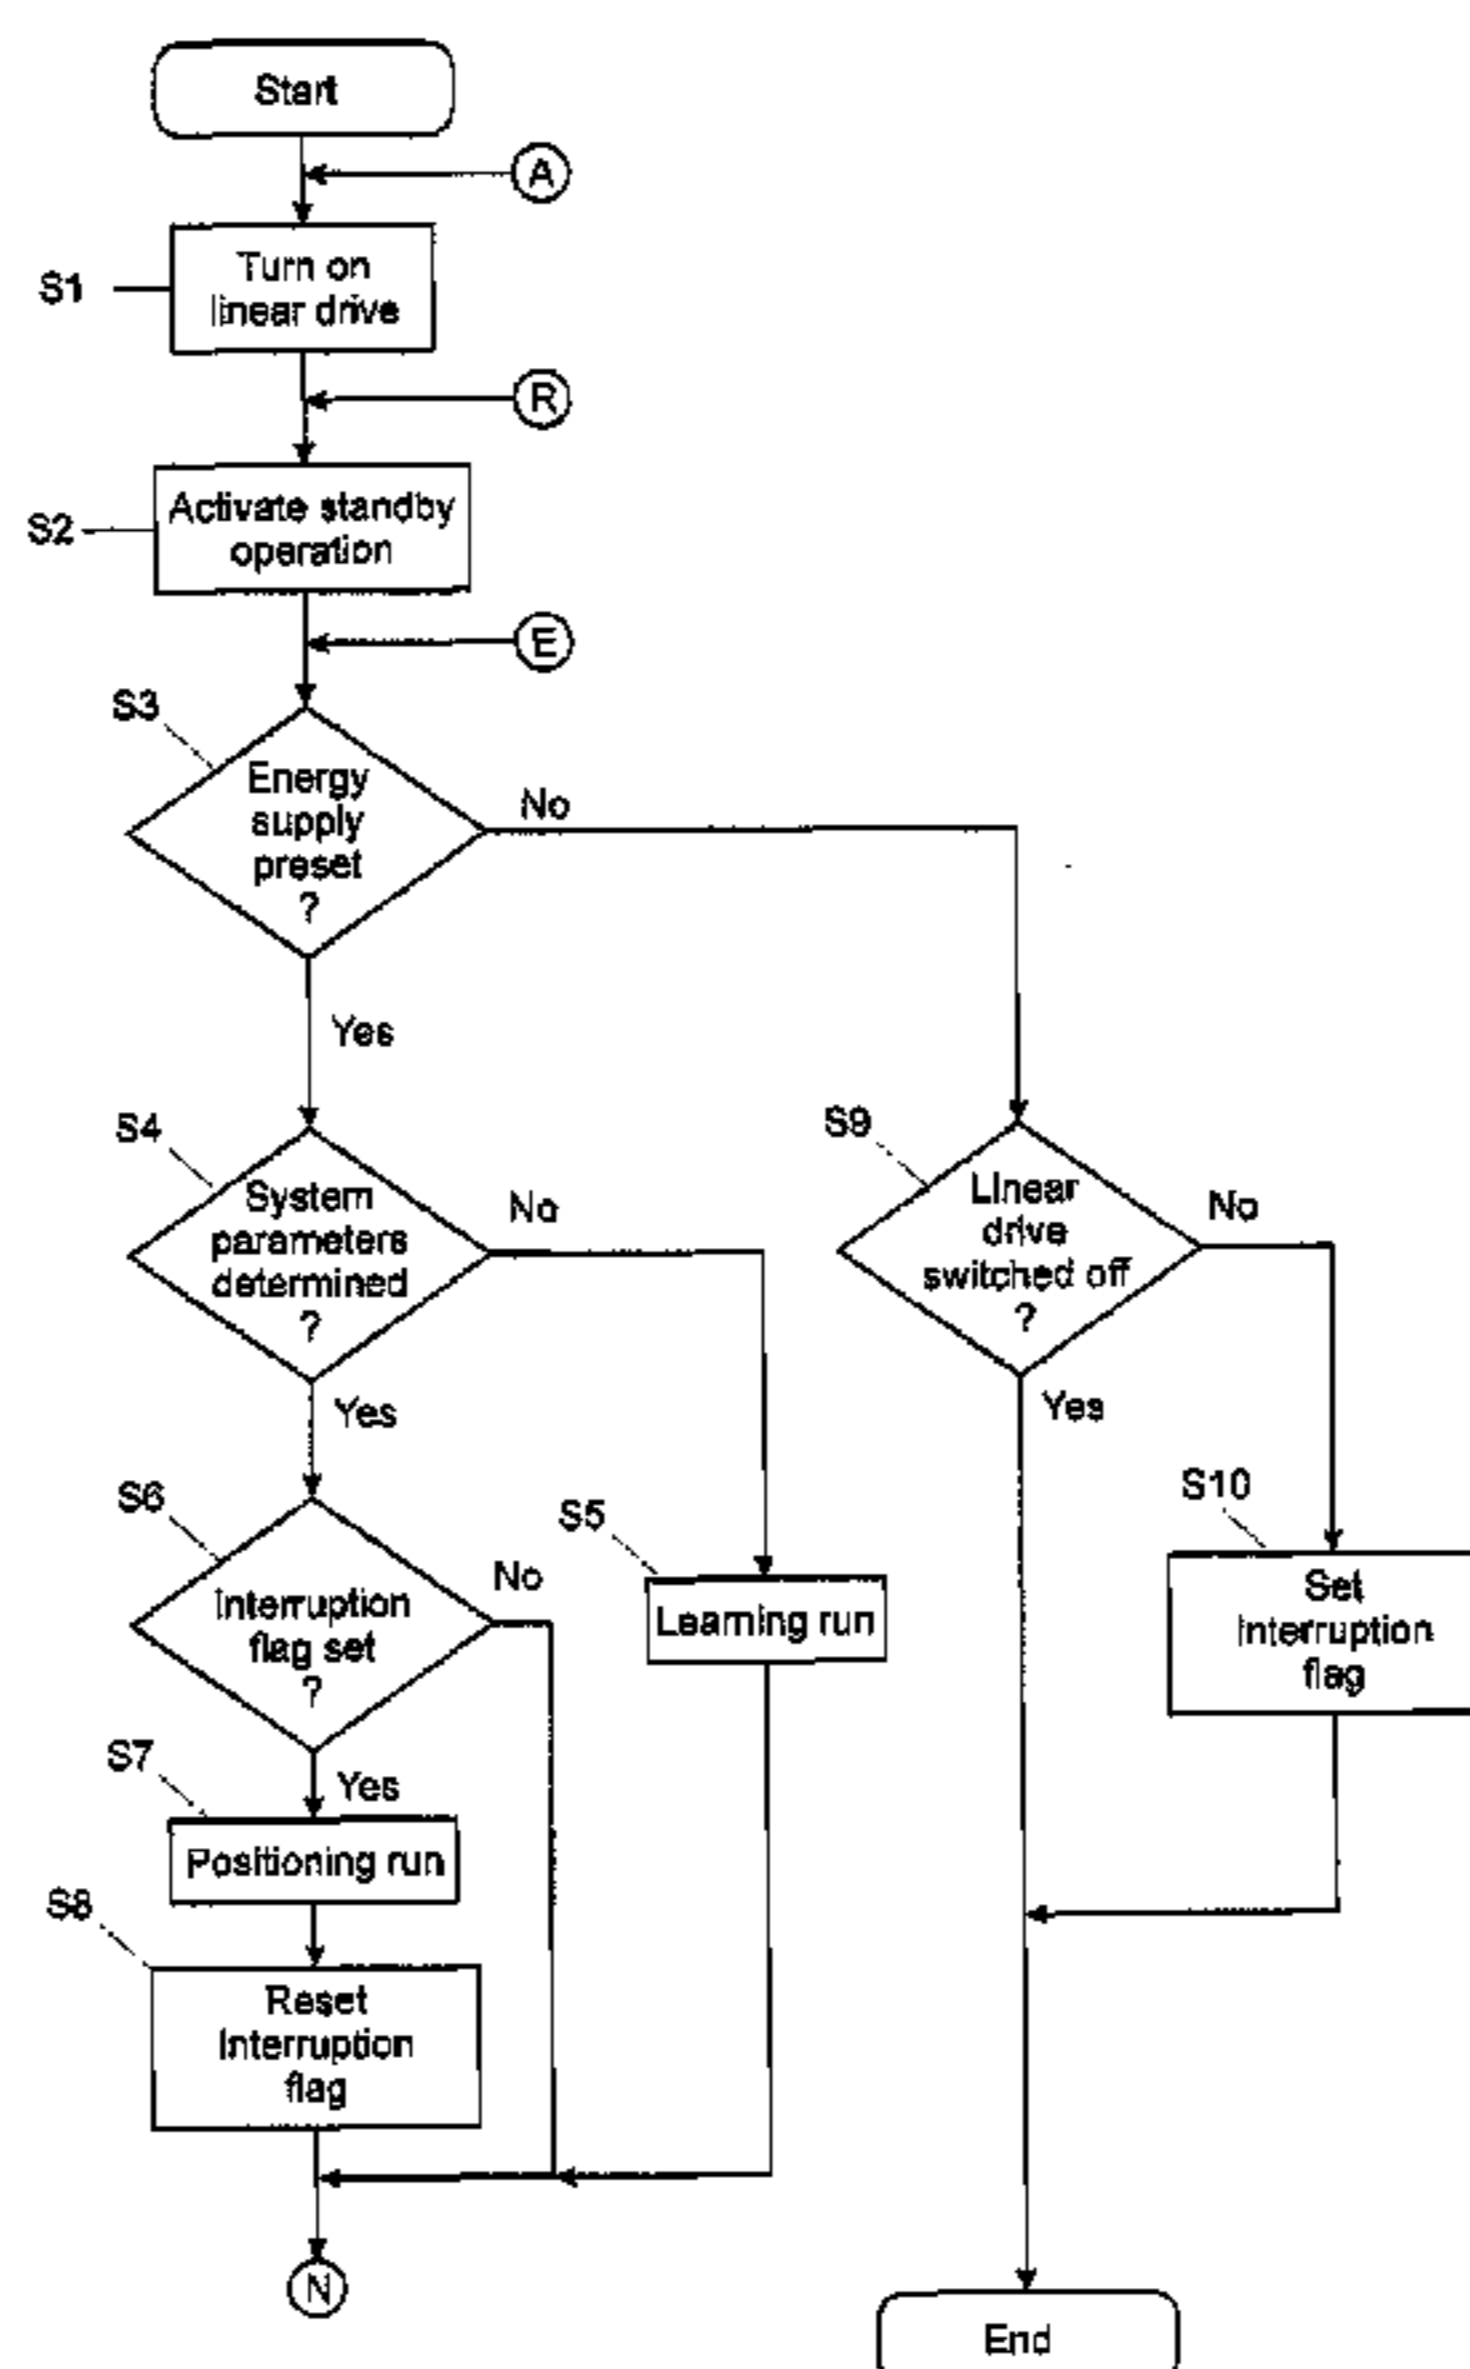 Start
A
S1
Turn on
linear drive
R
S2
Activate standby
operation
E
S3
Energy
supply
preset
?
No
Yes
S4
System
parameters
determined
?
No
Yes
S9
Linear
drive
switched off
?
No
Yes
S6
Interruption
flag set
?
No
Yes
S5
Learning run
S10
Set
Interruption
flag
S7
Positioning run
S8
Reset
Interruption
flag
N
End